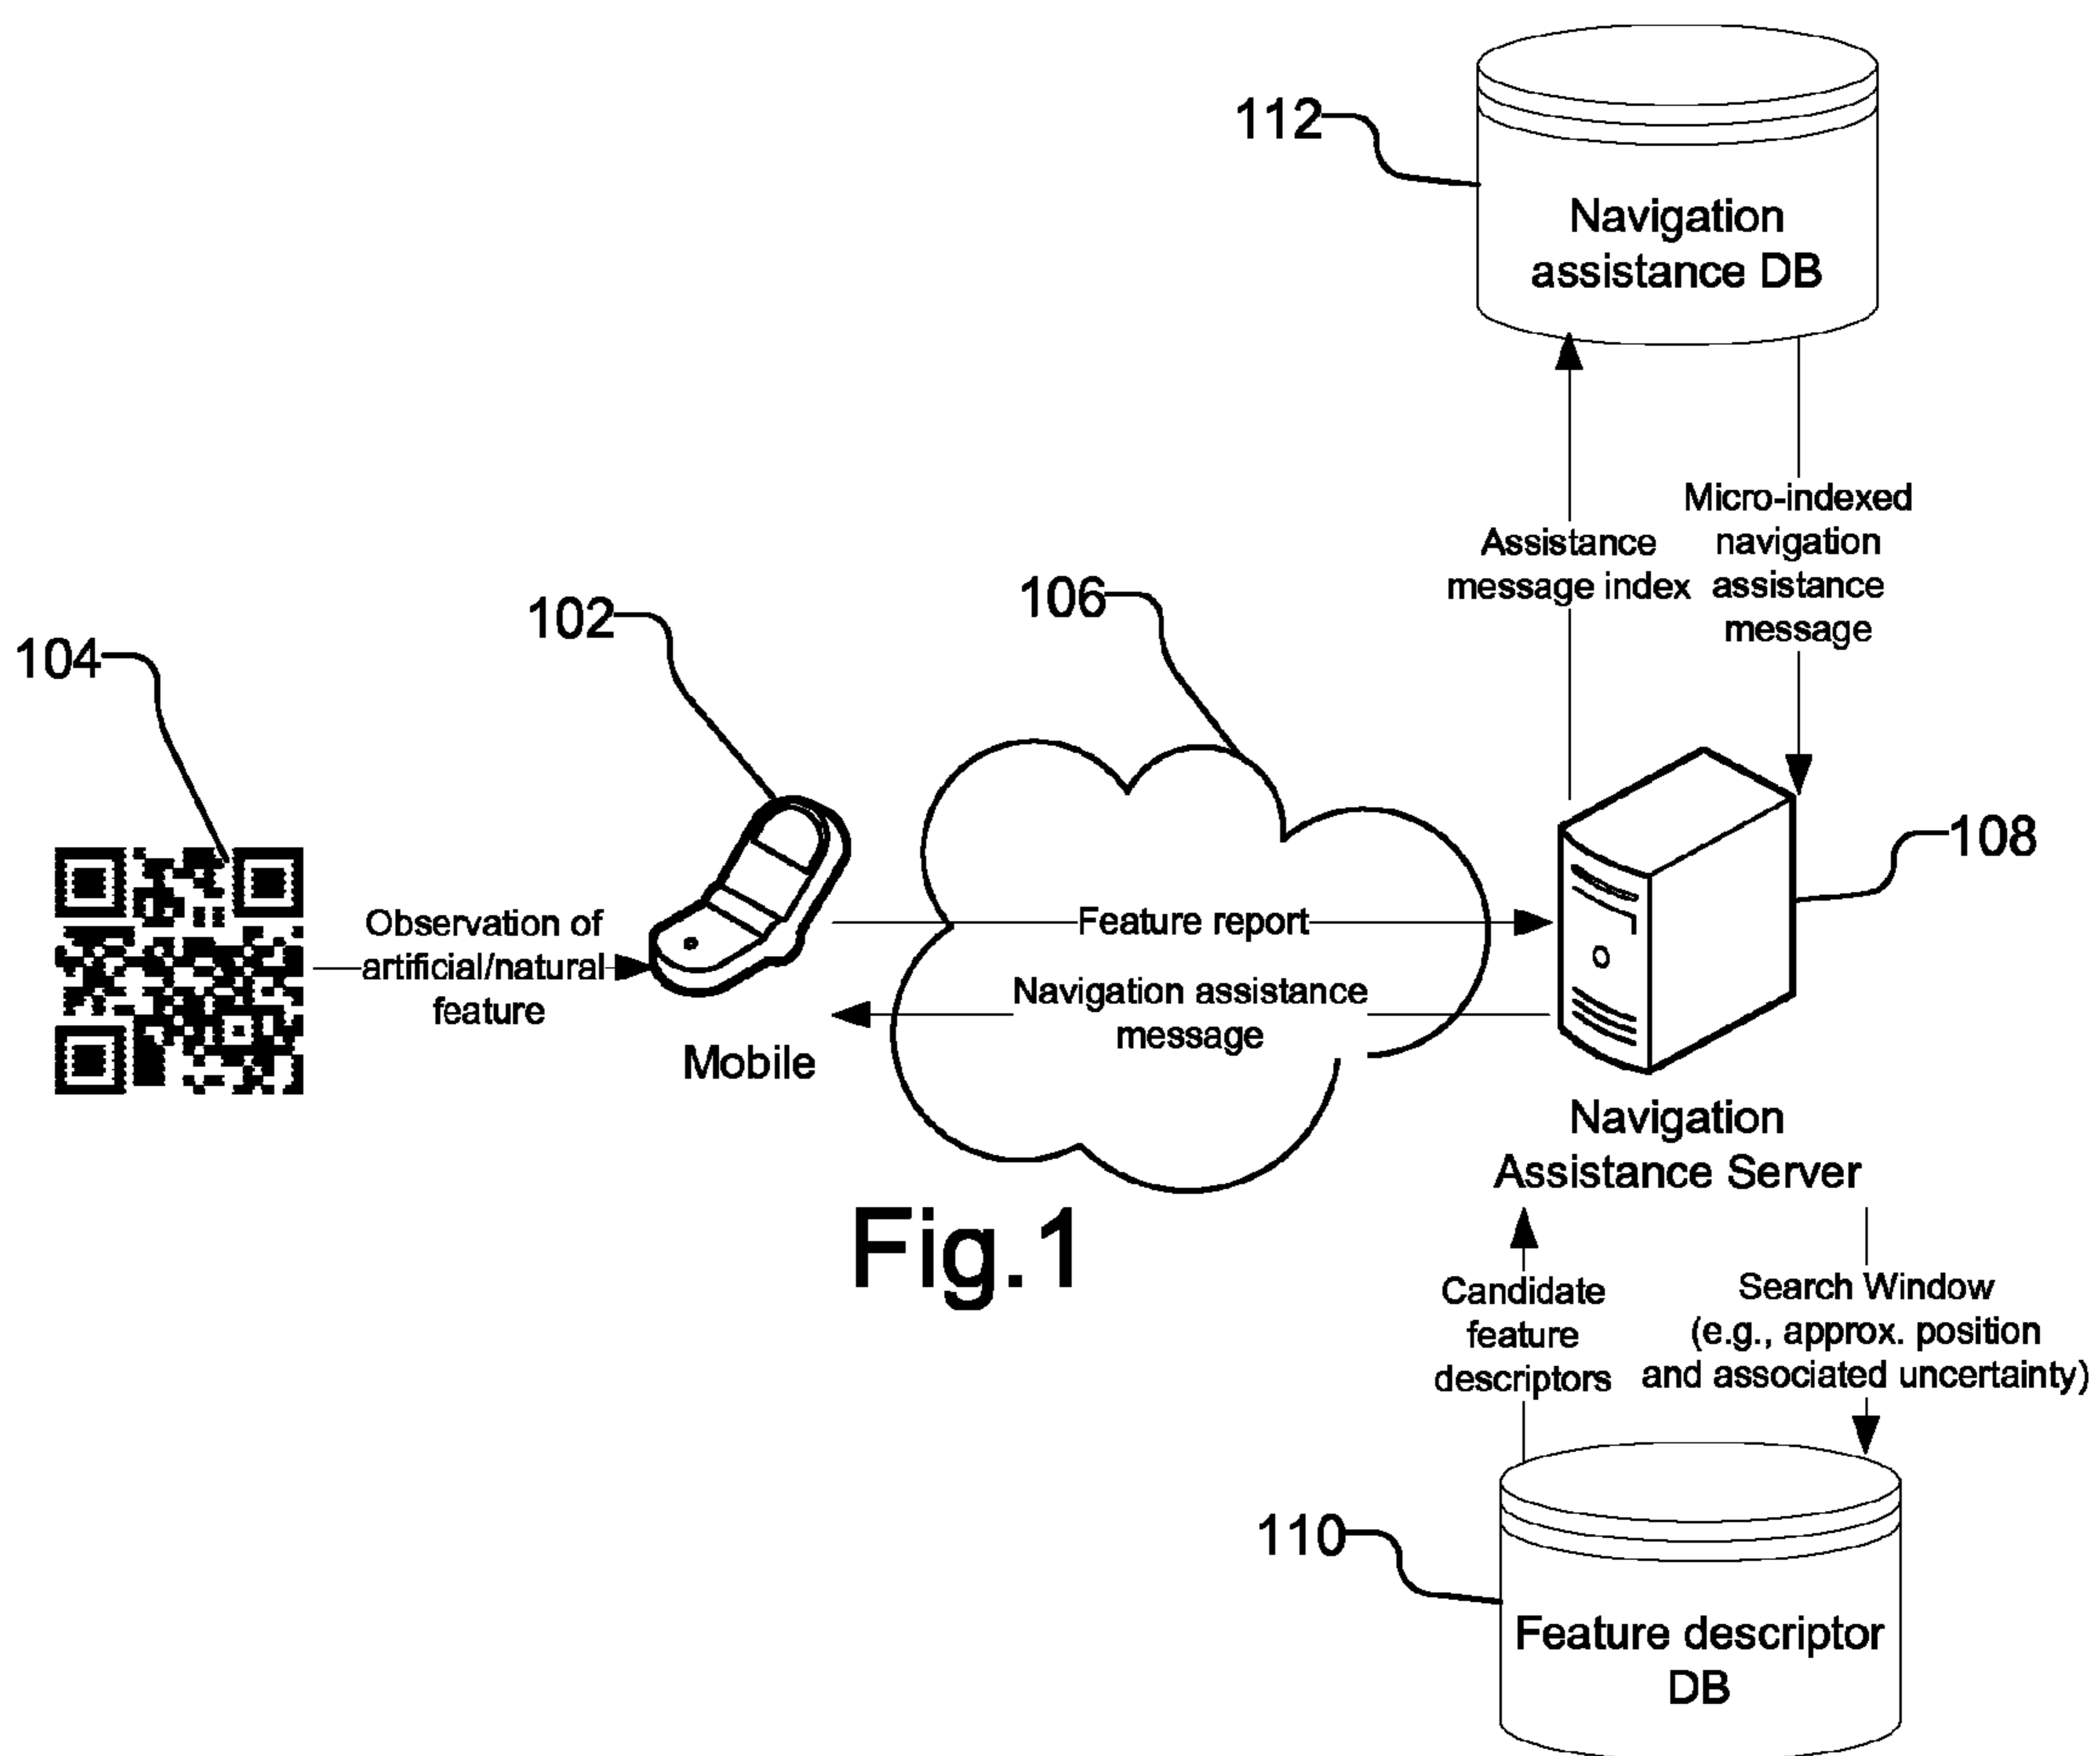 112
Navigation
assistance DB
Assistance
message index
Micro-indexed
navigation
assistance
message
106
102
104
108
Observation of
artificial/natural
feature
Mobile
Feature report
Navigation assistance
message
Navigation
Assistance Server
Fig.1
Candidate
feature
descriptors
Search Window
(e.g., approx. position
and associated uncertainty)
110
Feature descriptor
DB